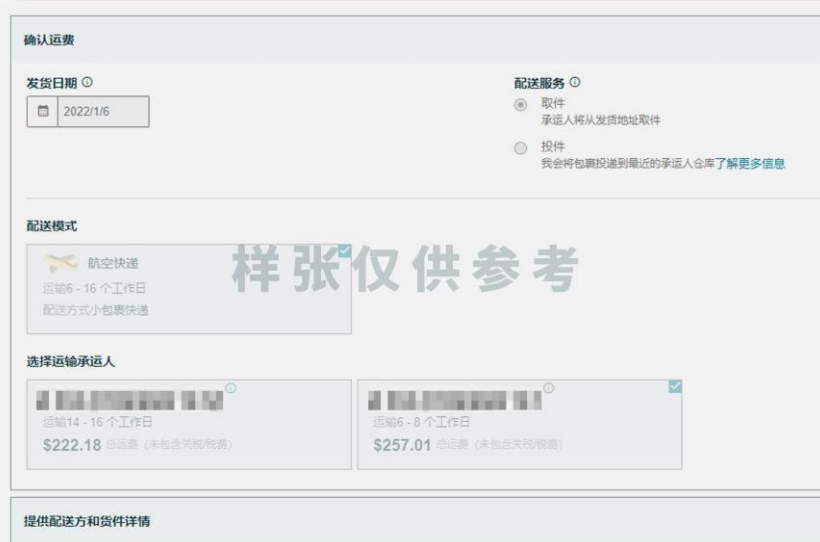 确认运费
发货日期
2022/1/6
配送服务
取件
承运人将从发货地址取件
投件
我会将包裹投递到最近的承运人仓库了解更多信息
配送模式
航空快递
运输6 - 16 个工作日
配送方式小包裹快递
样张仅供参考
选择运输承运人
运输14 - 16 个工作日
$222.18 总运费（未包含关税/税费）
运输6 - 8 个工作日
$257.01 总运费（未包含关税/税费）
提供配送方和货件详情